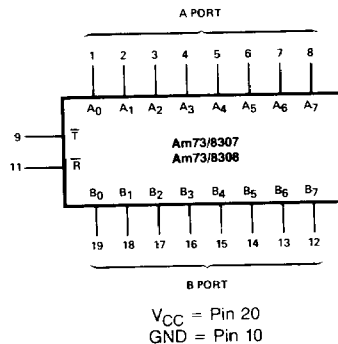 A PORT
1 2 3 4 5 6 7 8
A0 A1 A2 A3 A4 A5 A6 A7
9 T̅
Am73/8307
11 R̅
Am73/8308
B0 B1 B2 B3 B4 B5 B6 B7
19 18 17 16 15 14 13 12
B PORT
VCC = Pin 20
GND = Pin 10